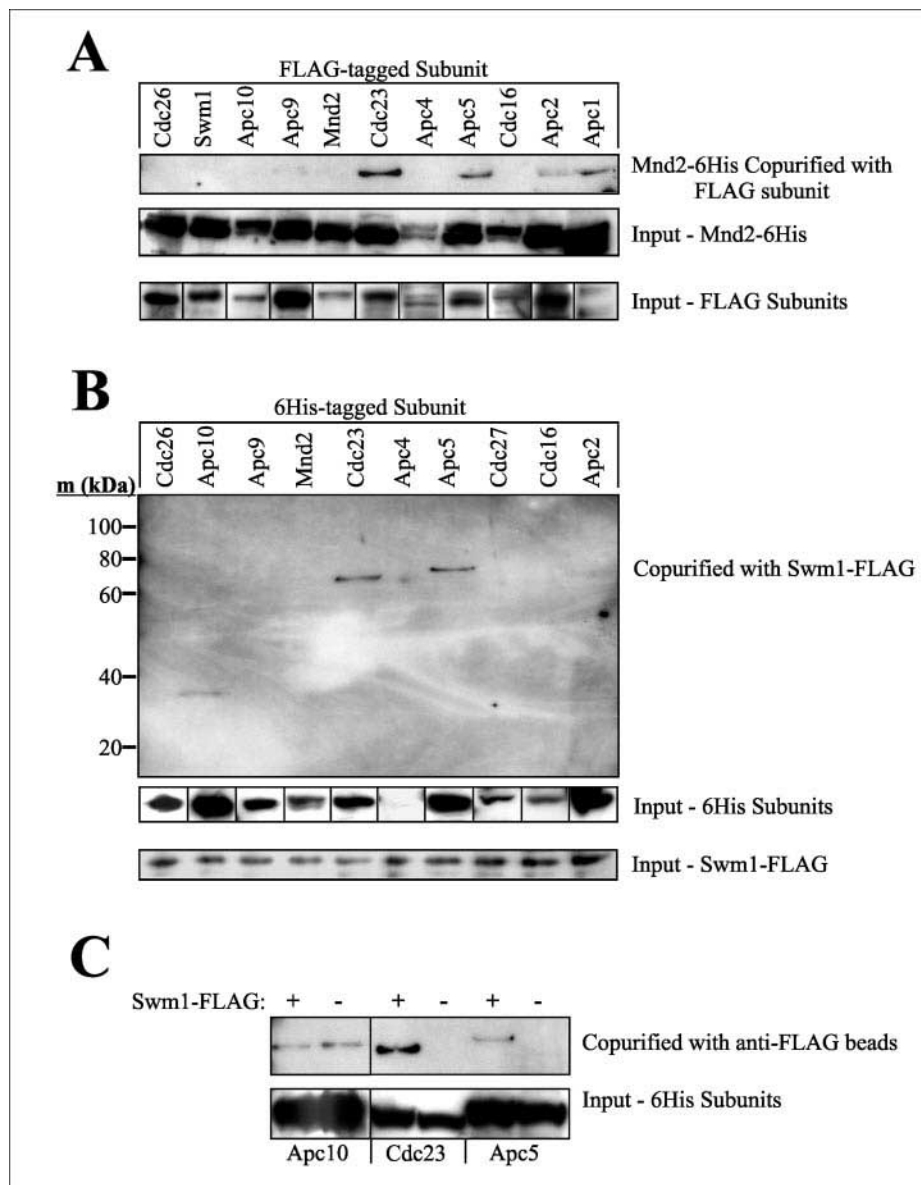 A
FLAG-tagged Subunit
Cdc26 Swm1 Apc10 Apc9 Mnd2 Cdc23 Apc4 Apc5 Cdc16 Apc2 Apc1
Mnd2-6His Copurified with
FLAG subunit
Input - Mnd2-6His
Input - FLAG Subunits
B
6His-tagged Subunit
Cdc26 Apc10 Apc9 Mnd2 Cdc23 Apc4 Apc5 Cdc27 Cdc16 Apc2
m (kDa)
100
80
60
40
20
Copurified with Swm1-FLAG
Input - 6His Subunits
Input - Swm1-FLAG
C
Swm1-FLAG: + - + - + -
Copurified with anti-FLAG beads
Input - 6His Subunits
Apc10 Cdc23 Apc5